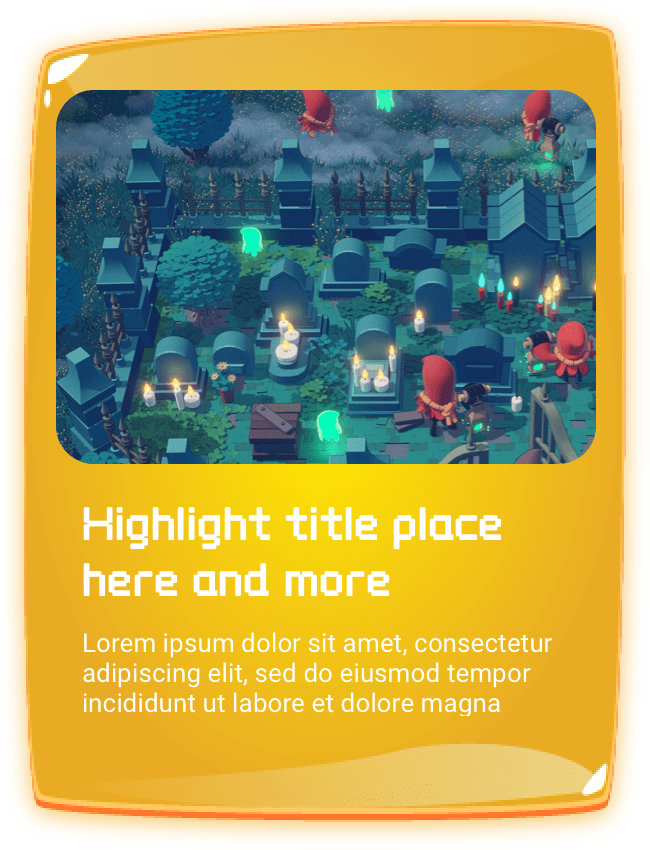 Highlight title place
here and more
Lorem ipsum dolor sit amet, consectetur
adipiscing elit, sed do eiusmod tempor
incididunt ut labore et dolore magna